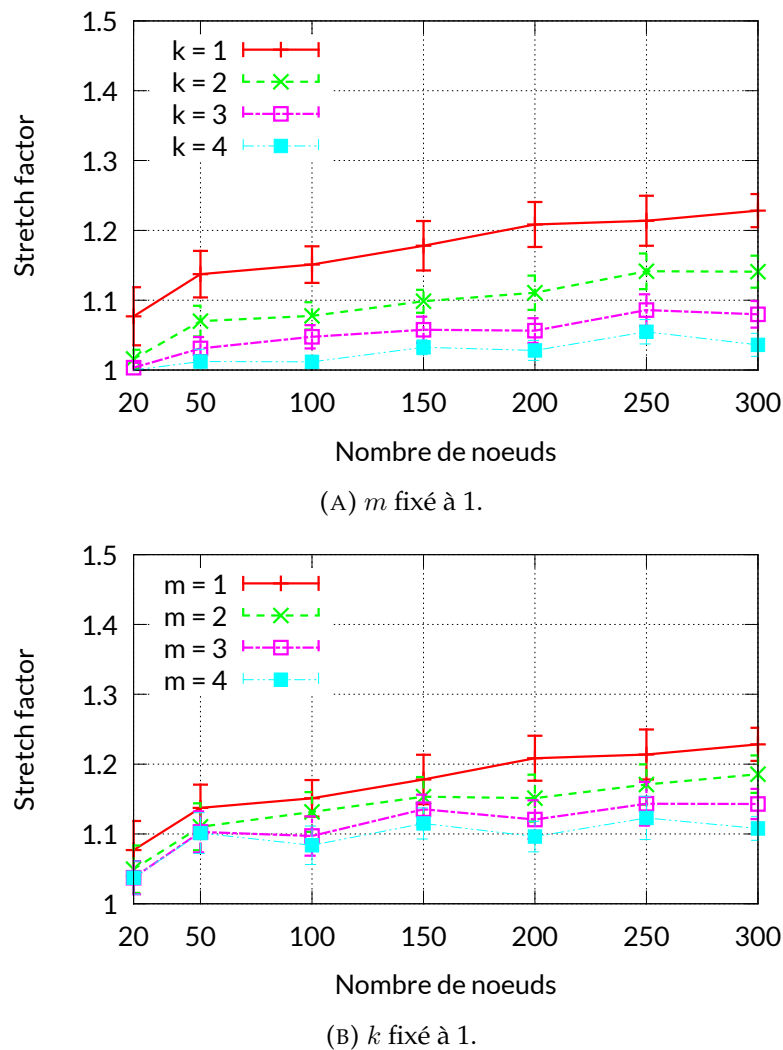 1.5
k = 1
k = 2
k = 3
k = 4
1.4
1.3
1.2
1.1
1
Stretch factor
20 50 100 150 200 250 300
Nombre de noeuds
(A) m fixé à 1.
1.5
m = 1
m = 2
m = 3
m = 4
1.4
1.3
1.2
1.1
1
Stretch factor
20 50 100 150 200 250 300
Nombre de noeuds
(B) k fixé à 1.